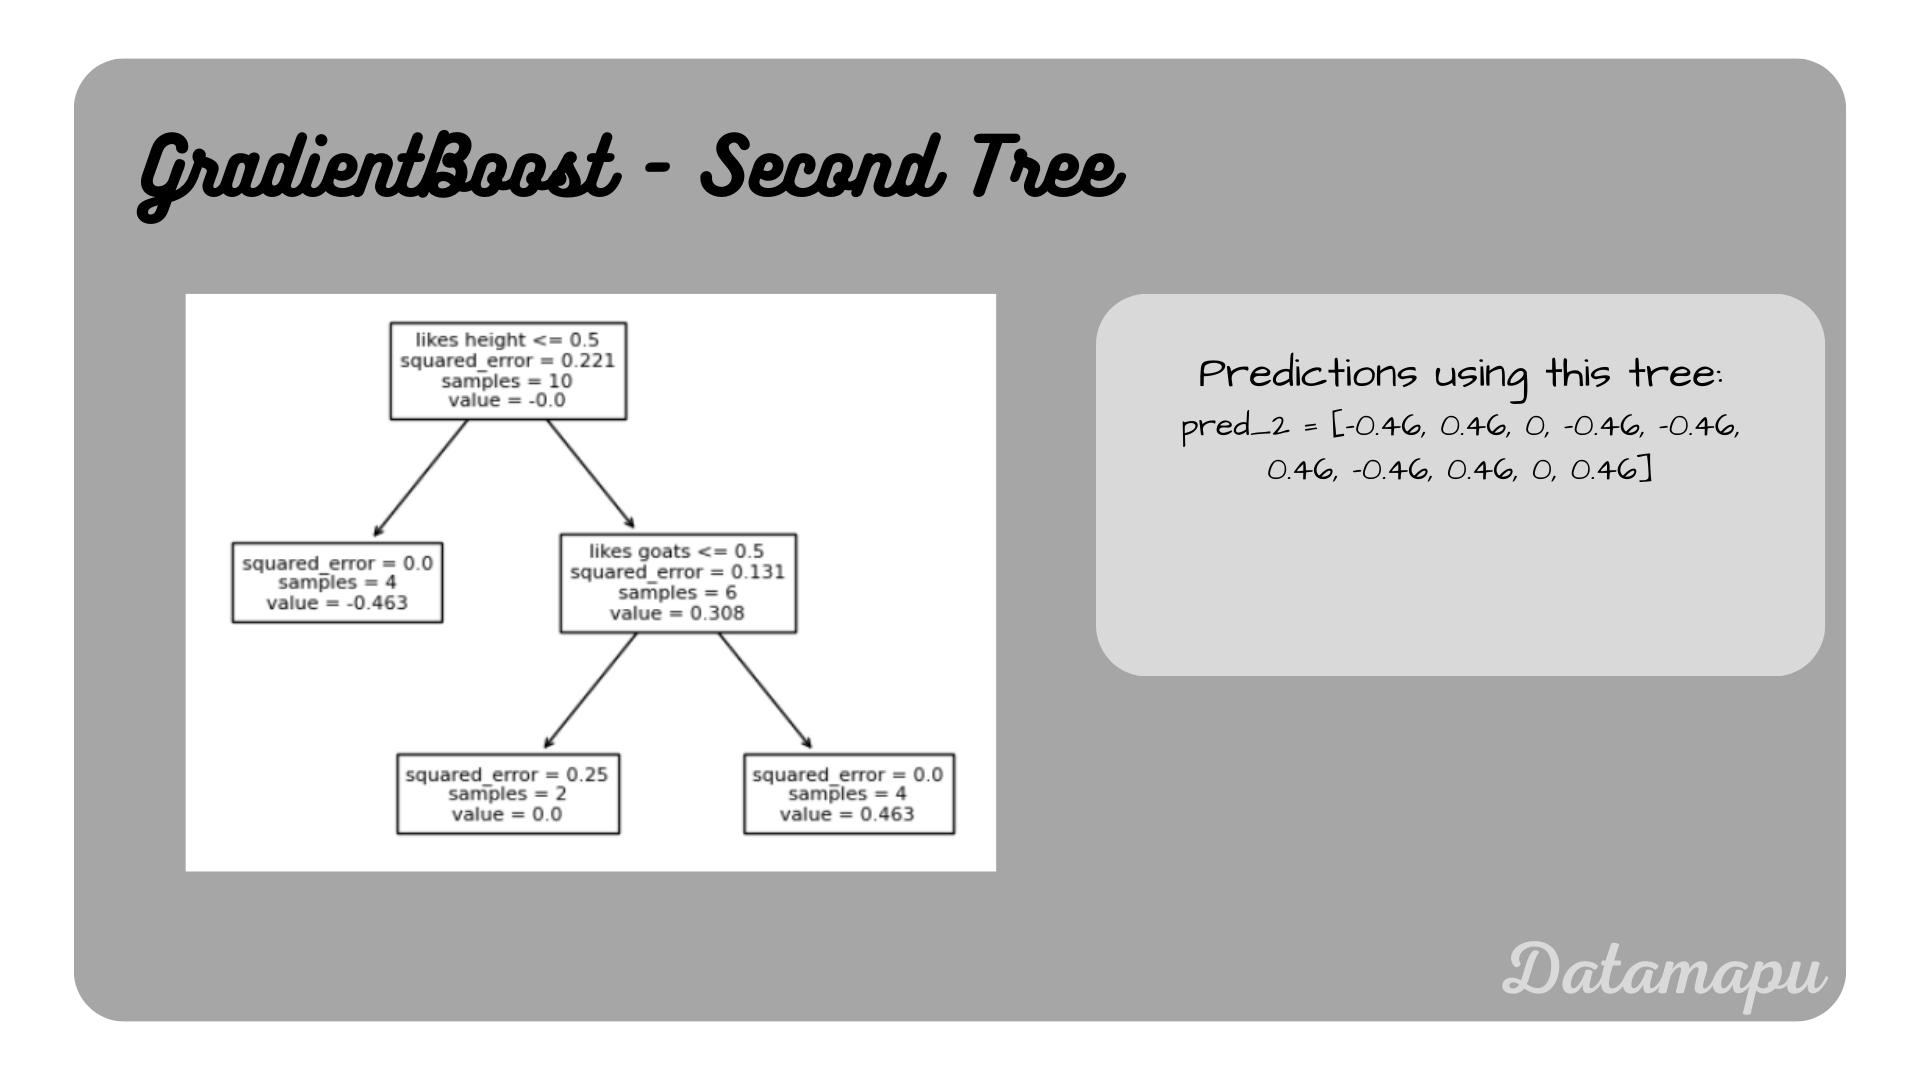 GradientBoost - Second Tree
likes height <= 0.5
squared_error = 0.221
samples = 10
value = -0.0
squared_error = 0.0
samples = 4
value = -0.463
likes goats <= 0.5
squared_error = 0.131
samples = 6
value = 0.308
squared_error = 0.25
samples = 2
value = 0.0
squared_error = 0.0
samples = 4
value = 0.463
Predictions using this tree:
pred_2 = [-0.46, 0.46, 0, -0.46, -0.46,
0.46, -0.46, 0.46, 0, 0.46]
Datamapu